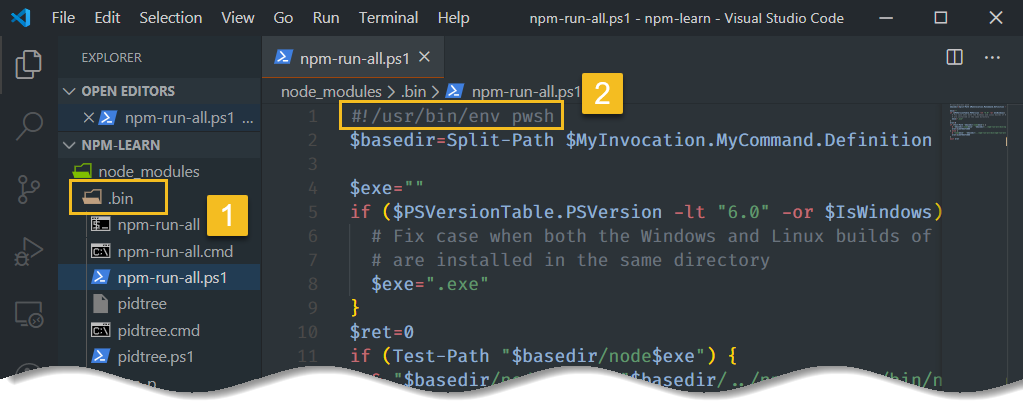 File Edit Selection View Go Run Terminal Help npm-run-all.ps1 - npm-learn - Visual Studio Code
EXPLORER
OPEN EDITORS
npm-run-all.ps1 ...
NPM-LEARN
node_modules
.bin
1
npm-run-all
npm-run-all.cmd
npm-run-all.ps1
pidtree
pidtree.cmd
pidtree.ps1
npm-run-all.ps1
node_modules > .bin > npm-run-all.ps1
2
1 #!/usr/bin/env pwsh
2 $basedir=Split-Path $MyInvocation.MyCommand.Definition
3
4 $exe=""
5 if ($PSVersionTable.PSVersion -lt "6.0" -or $IsWindows)
6 # Fix case when both the Windows and Linux builds of
7 # are installed in the same directory
8 $exe=".exe"
9 }
10 $ret=0
11 if (Test-Path "$basedir/node$exe") {